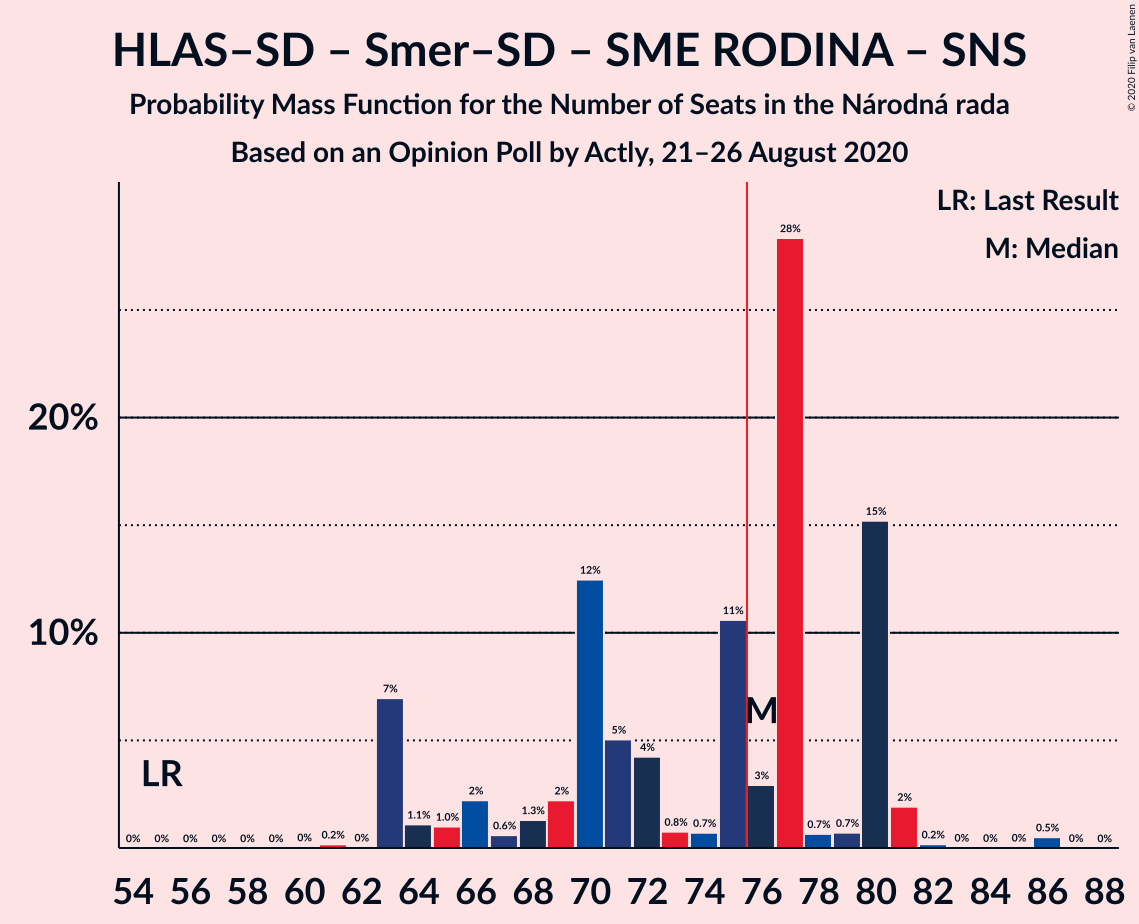 HLAS–SD – Smer–SD – SME RODINA – SNS
Probability Mass Function for the Number of Seats in the Národná rada
Based on an Opinion Poll by Actly, 21–26 August 2020
© 2020 Filip van Laenen
LR: Last Result
M: Median
20%
10%
LR
M
0% 0% 0% 0% 0% 0% 0% 0.2% 0% 7% 1.1% 1.0% 2% 0.6% 1.3% 2% 12% 5% 4% 0.8% 0.7% 11% 3% 28% 0.7% 0.7% 15% 2% 0.2% 0% 0% 0% 0.5% 0% 0%
54 56 58 60 62 64 66 68 70 72 74 76 78 80 82 84 86 88